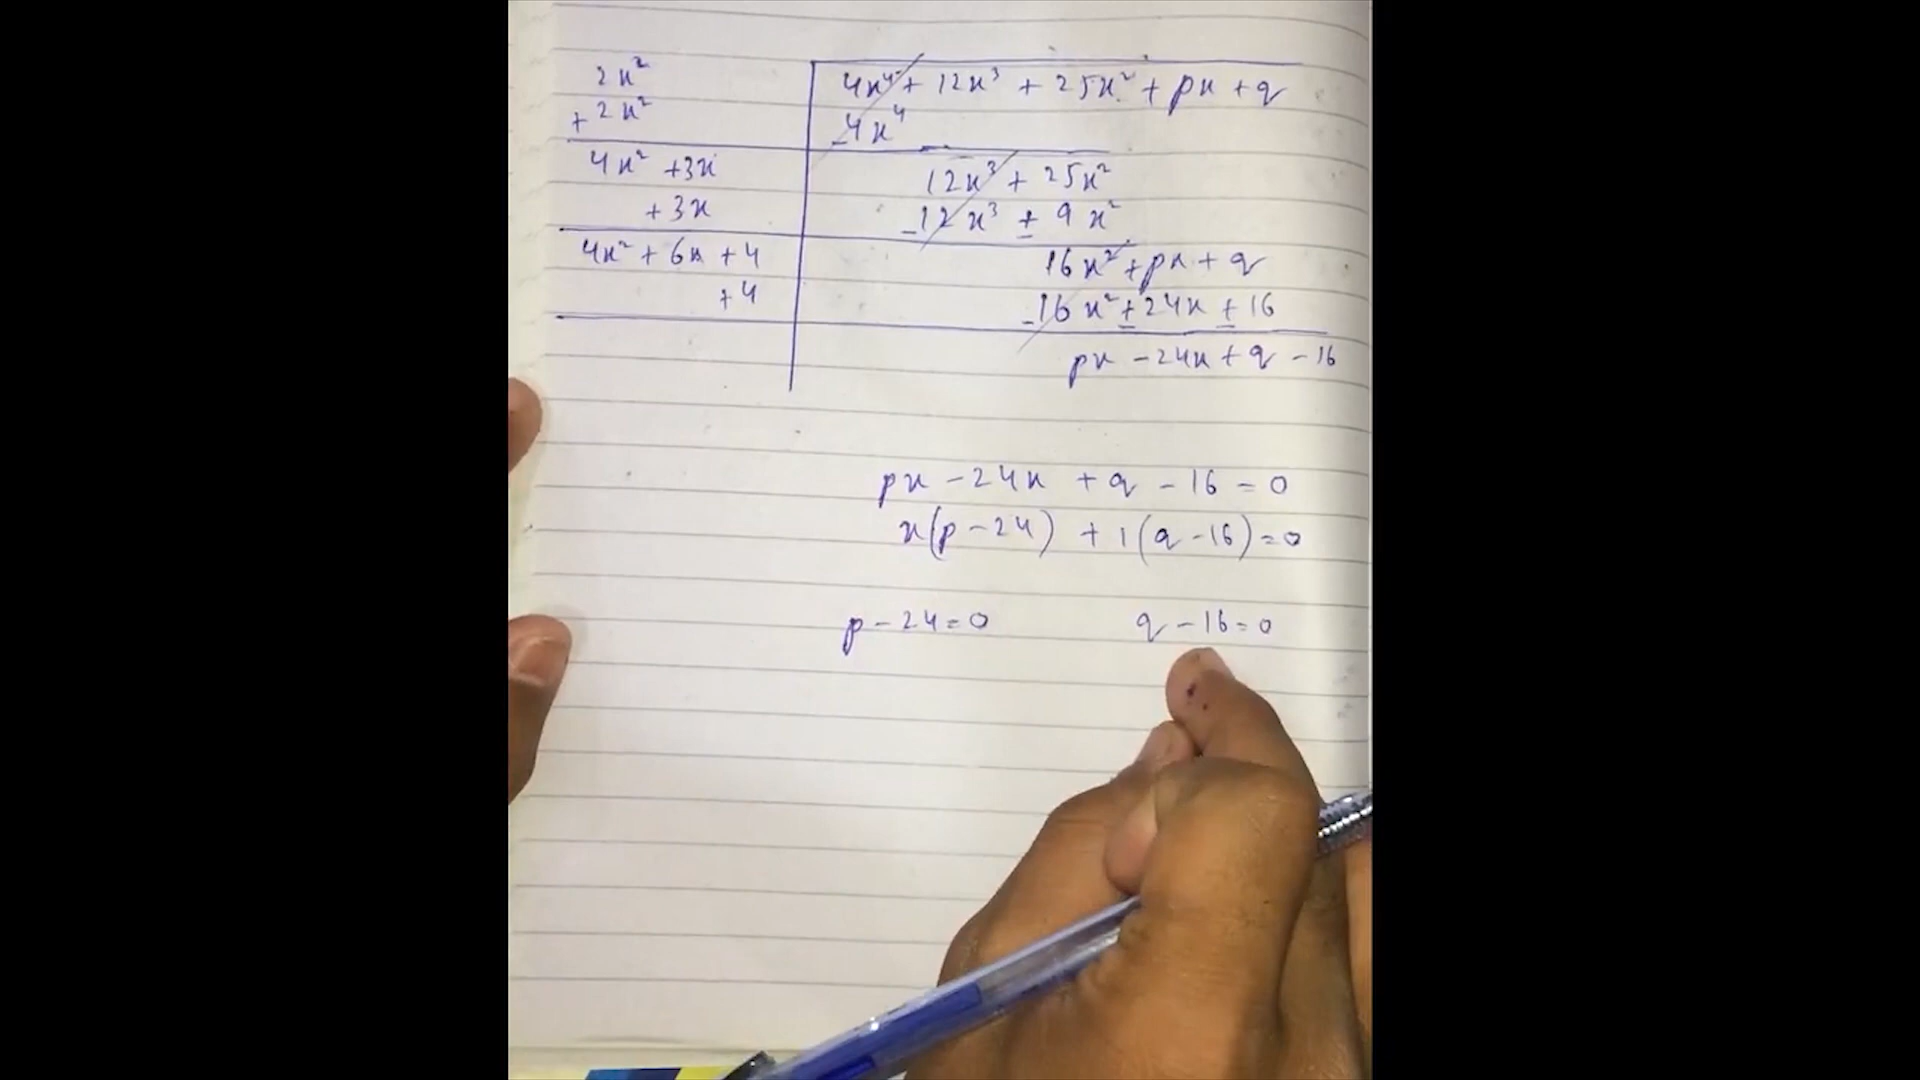 2x² 4x⁴ + 12x³ + 25x² + px + q
+ 2x² - 4x⁴
4x² + 3x 12x³ + 25x²
+ 3x - 12x³ ± 9x²
4x² + 6x + 4 16x² + px + q
+ 4 - 16x² ± 24x ± 16
px - 24x + q - 16
px - 24x + q - 16 = 0
x(p - 24) + 1(q - 16) = 0
p - 24 = 0 q - 16 = 0